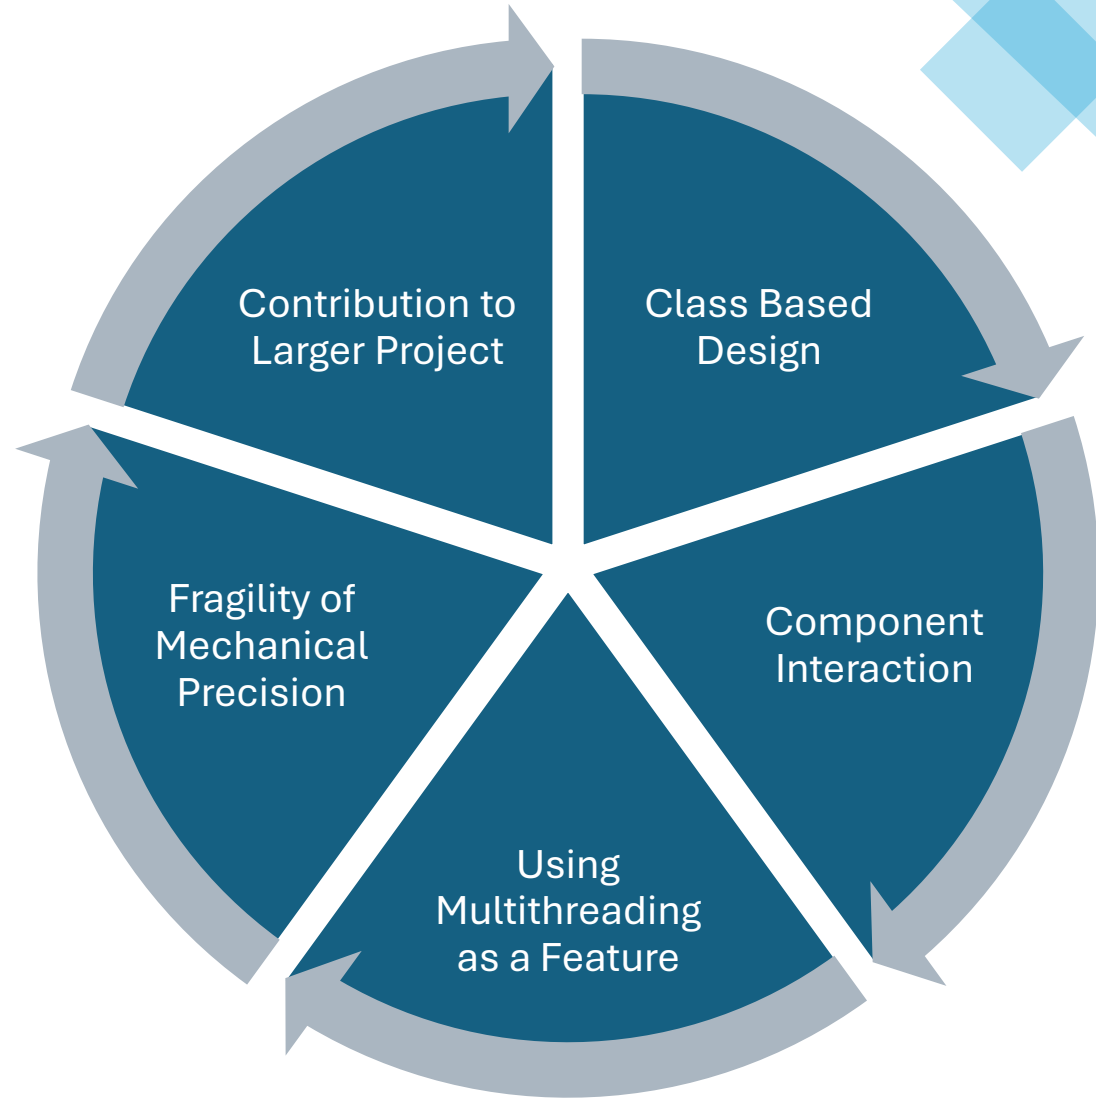 Contribution to
Larger Project
Class Based
Design
Component
Interaction
Using
Multithreading
as a Feature
Fragility of
Mechanical
Precision